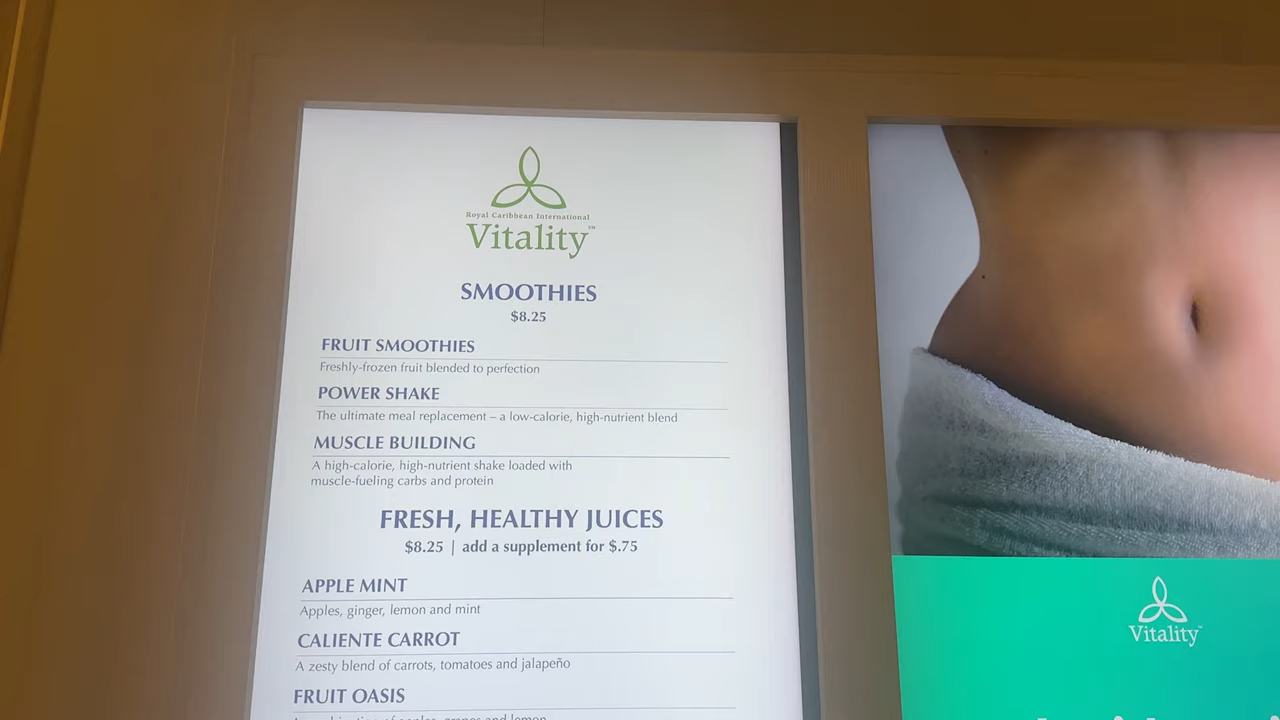 Royal Caribbean International
Vitality℠
SMOOTHIES
$8.25
FRUIT SMOOTHIES
Freshly-frozen fruit blended to perfection
POWER SHAKE
The ultimate meal replacement – a low-calorie, high-nutrient blend
MUSCLE BUILDING
A high-calorie, high-nutrient shake loaded with
muscle-fueling carbs and protein
FRESH, HEALTHY JUICES
$8.25 | add a supplement for $.75
APPLE MINT
Apples, ginger, lemon and mint
CALIENTE CARROT
A zesty blend of carrots, tomatoes and jalapeño
FRUIT OASIS
Vitality